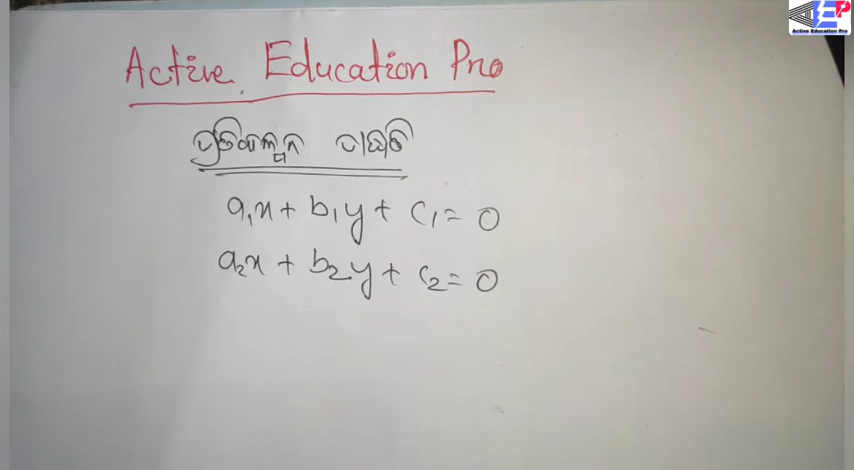 AEP
Active Education Pro
Active Education Pro
ପ୍ରତିକଳ୍ପନ ପଦ୍ଧତି
a₁x + b₁y + c₁ = 0
a₂x + b₂y + c₂ = 0